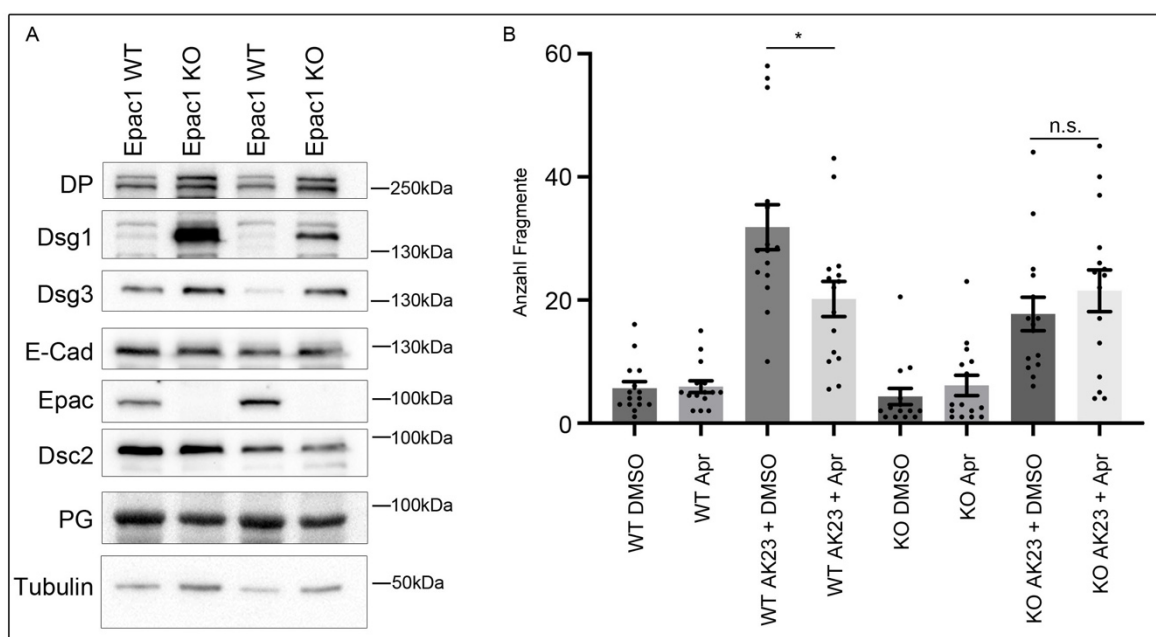 A
Epac1 WT
Epac1 KO
Epac1 WT
Epac1 KO
DP
250kDa
Dsg1
130kDa
Dsg3
130kDa
E-Cad
130kDa
Epac
100kDa
Dsc2
100kDa
PG
100kDa
Tubulin
50kDa
B
*
n.s.
Anzahl Fragmente
60
40
20
0
WT DMSO
WT Apr
WT AK23 + DMSO
WT AK23 + Apr
KO DMSO
KO Apr
KO AK23 + DMSO
KO AK23 + Apr